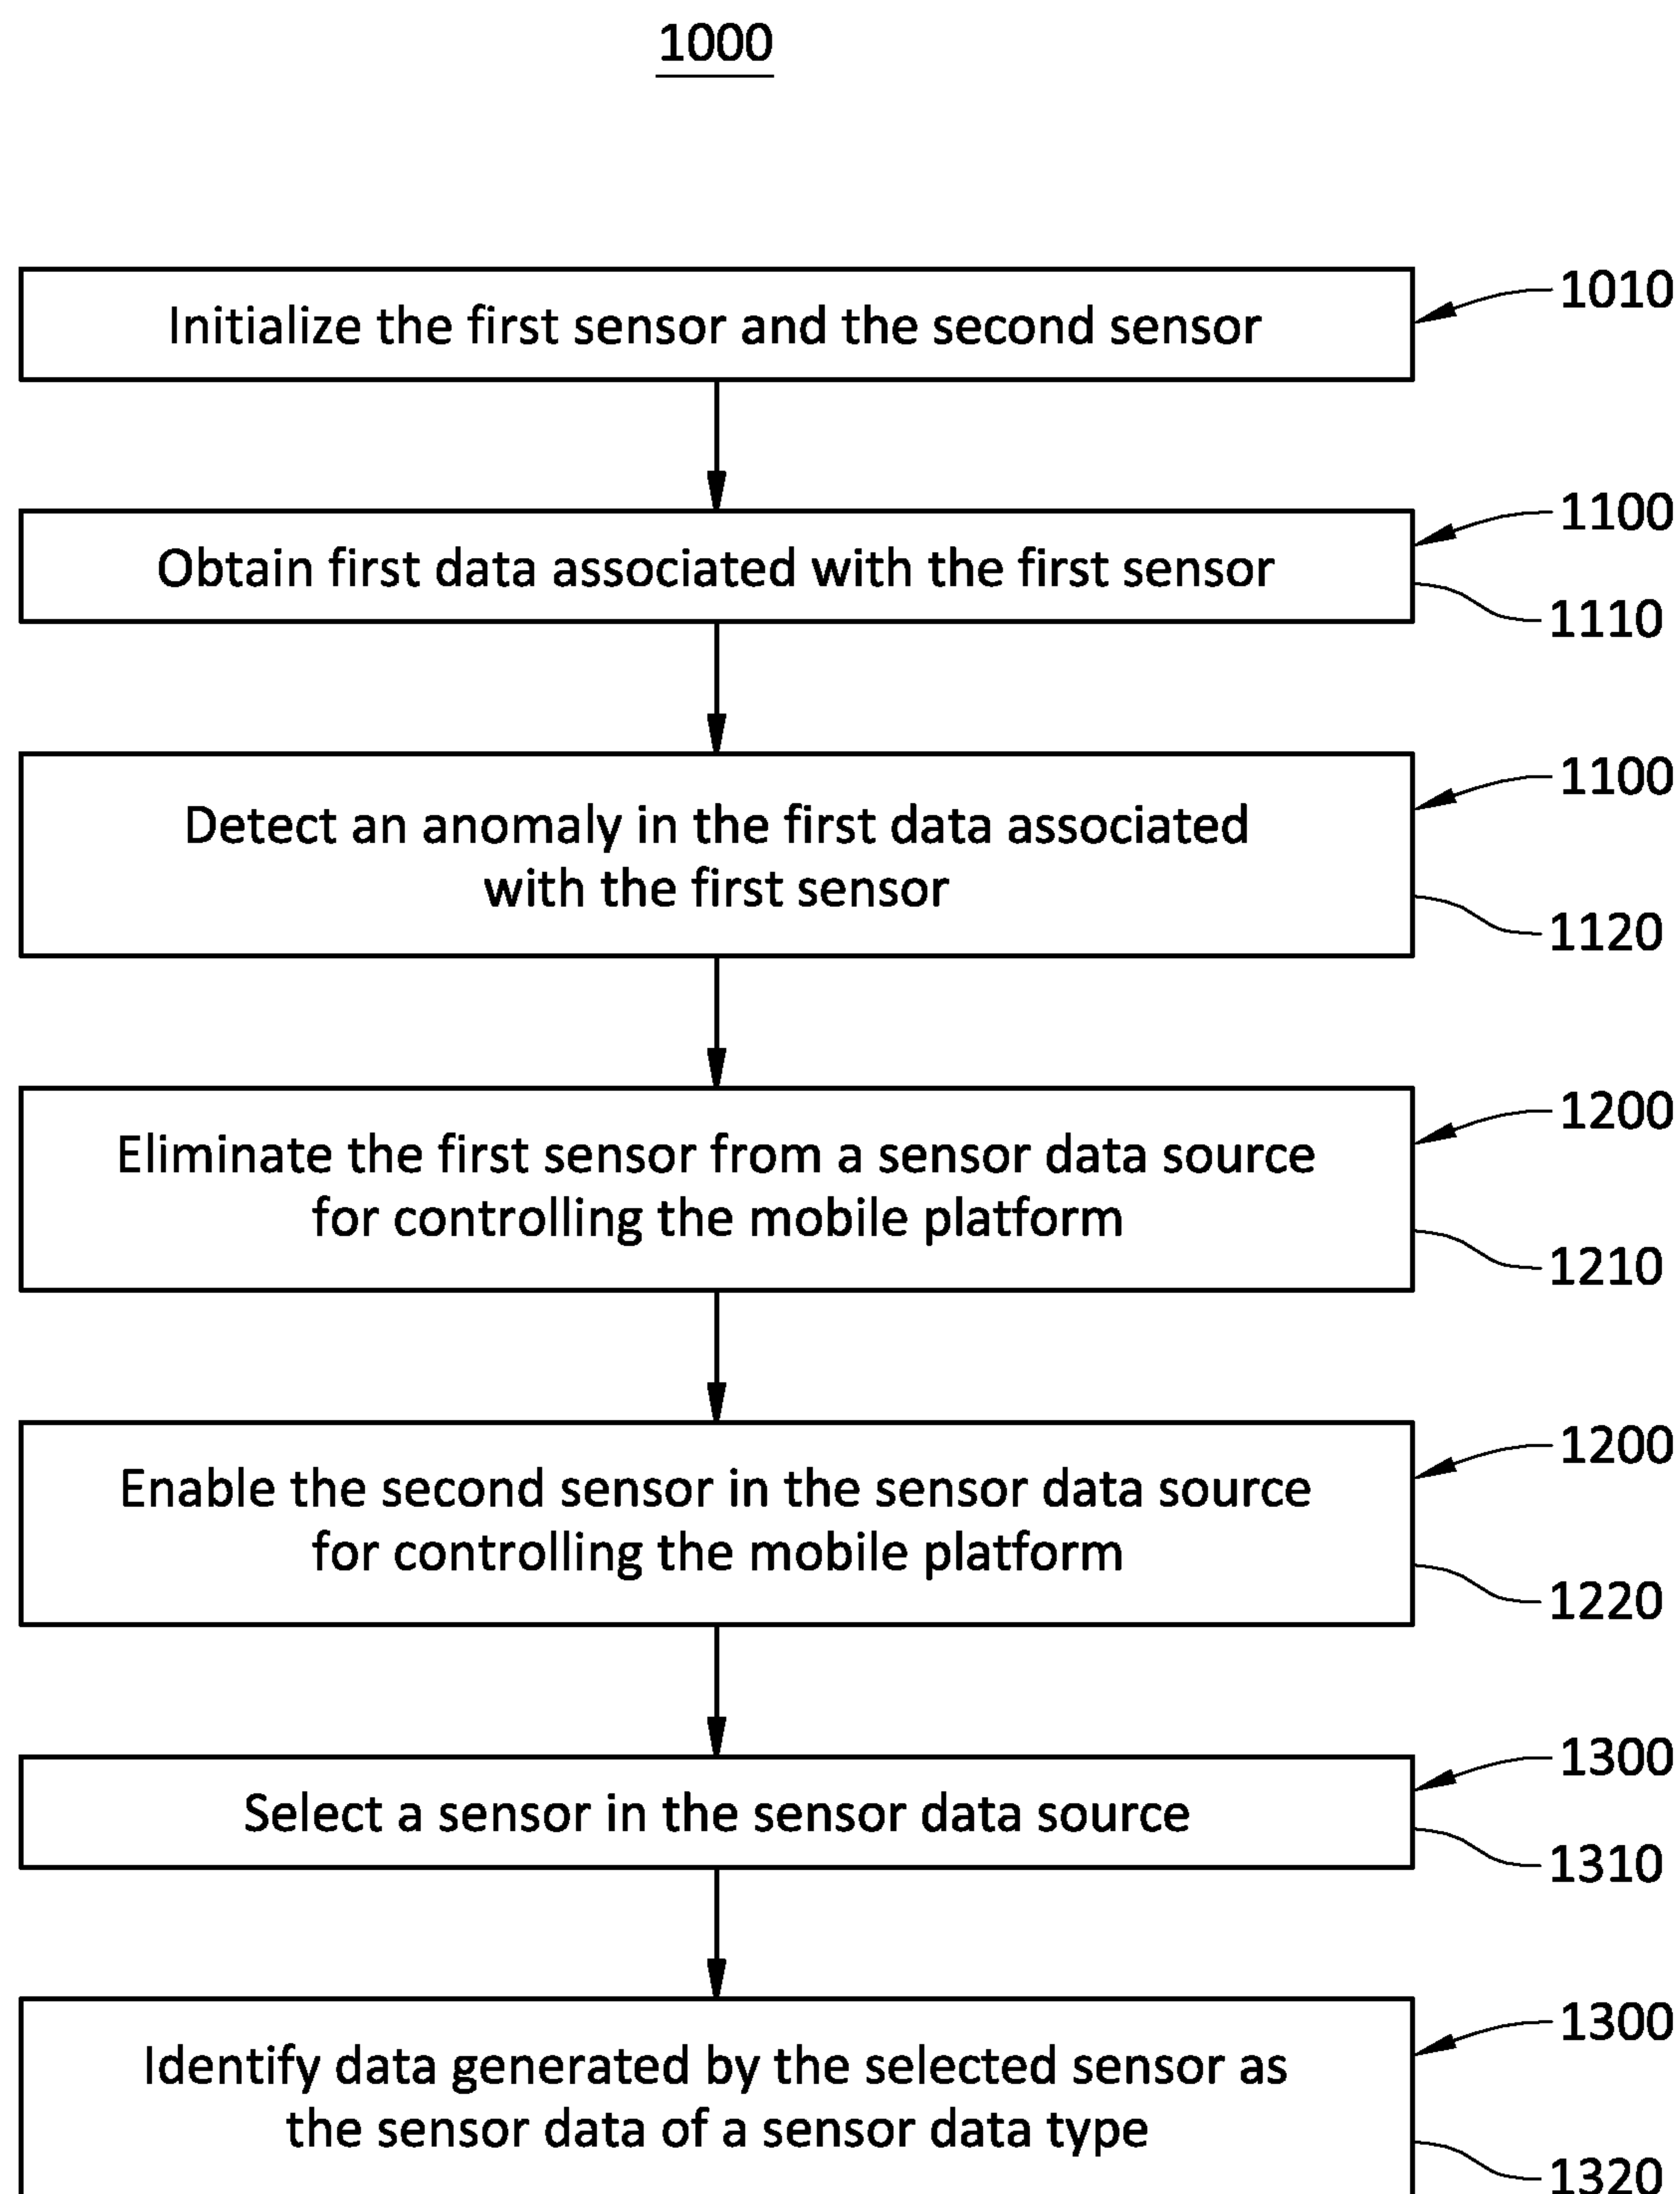 1000
Initialize the first sensor and the second sensor
1010
Obtain first data associated with the first sensor
1100
1110
Detect an anomaly in the first data associated
with the first sensor
1100
1120
Eliminate the first sensor from a sensor data source
for controlling the mobile platform
1200
1210
Enable the second sensor in the sensor data source
for controlling the mobile platform
1200
1220
Select a sensor in the sensor data source
1300
1310
Identify data generated by the selected sensor as
the sensor data of a sensor data type
1300
1320